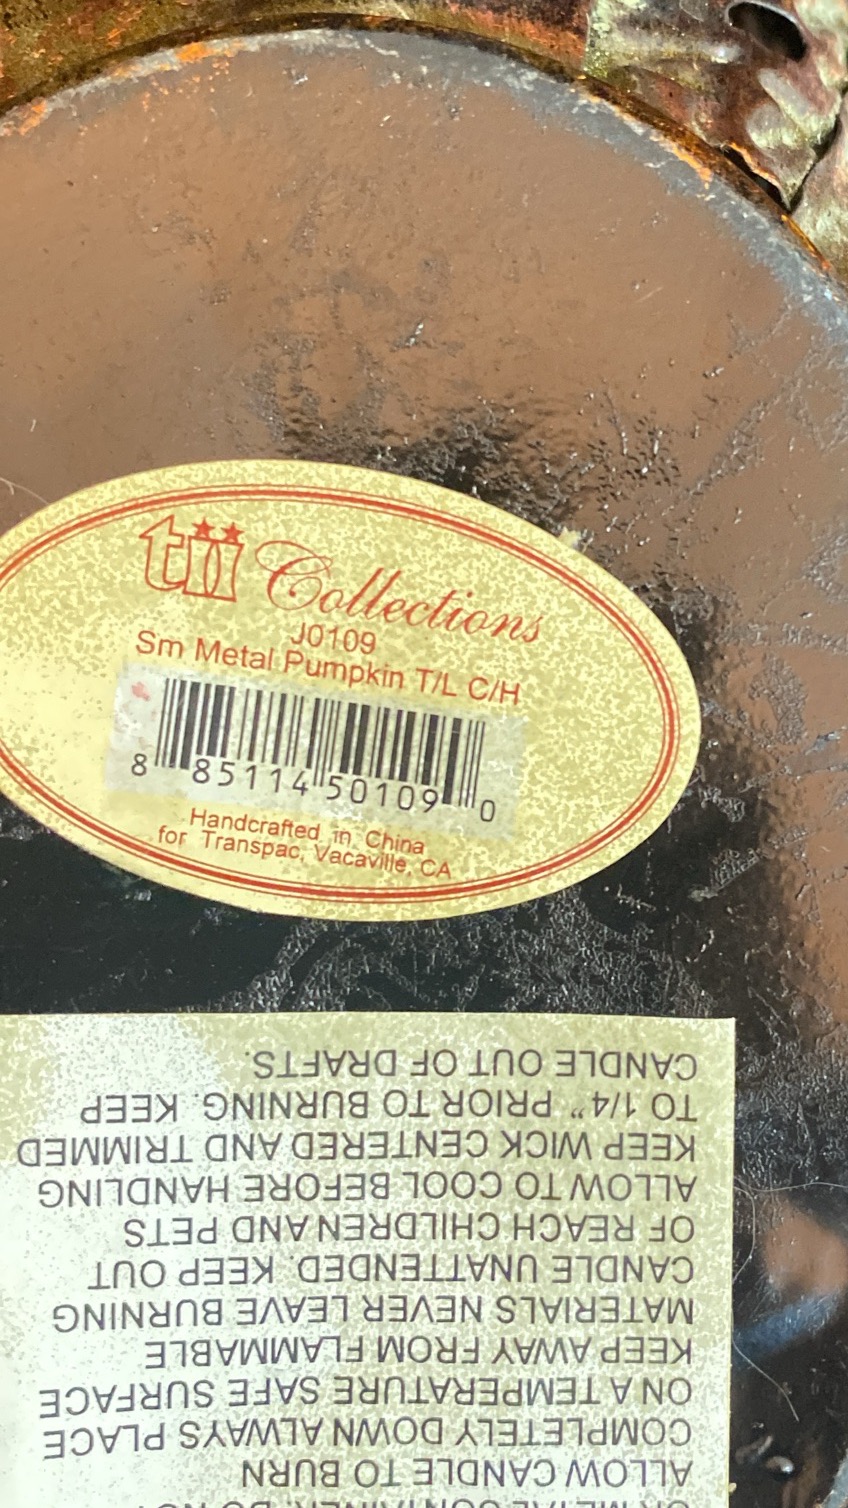 tii Collections
J0109
Sm Metal Pumpkin T/L C/H
8 85114 50109 0
Handcrafted in China
for Transpac, Vacaville, CA
ALLOW CANDLE TO BURN
COMPLETELY DOWN ALWAYS PLACE
ON A TEMPERATURE SAFE SURFACE
KEEP AWAY FROM FLAMMABLE
MATERIALS NEVER LEAVE BURNING
CANDLE UNATTENDED. KEEP OUT
OF REACH CHILDREN AND PETS
ALLOW TO COOL BEFORE HANDLING
KEEP WICK CENTERED AND TRIMMED
TO 1/4" PRIOR TO BURNING. KEEP
CANDLE OUT OF DRAFTS.